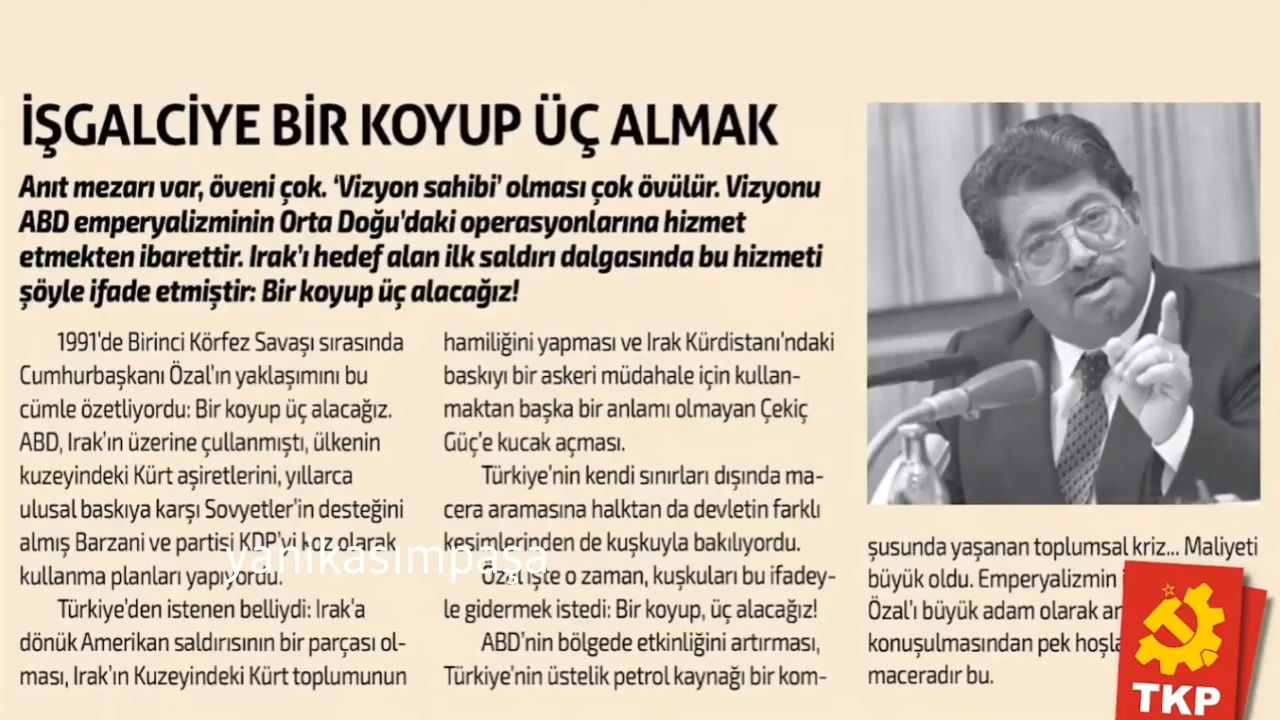 İŞGALCİYE BİR KOYUP ÜÇ ALMAK
Anıt mezarı var, öveni çok. ‘Vizyon sahibi’ olması çok övülür. Vizyonu
ABD emperyalizminin Orta Doğu’daki operasyonlarına hizmet
etmekten ibarettir. Irak’ı hedef alan ilk saldırı dalgasında bu hizmeti
şöyle ifade etmiştir: Bir koyup üç alacağız!
1991’de Birinci Körfez Savaşı sırasında
Cumhurbaşkanı Özal’ın yaklaşımını bu
cümle özetliyordu: Bir koyup üç alacağız.
ABD, Irak’ın üzerine çullanmıştı, ülkenin
kuzeyindeki Kürt aşiretlerini, yıllarca
ulusal baskıya karşı Sovyetler’in desteğini
almış Barzani ve partisi KDP’yi koz olarak
kullanma planları yapıyordu.
Türkiye’den istenen belliydi: Irak’a
dönük Amerikan saldırısının bir parçası ol-
ması, Irak’ın Kuzeyindeki Kürt toplumunun
hamiliğini yapması ve Irak Kürdistanı’ndaki
baskıyı bir askeri müdahale için kullan-
maktan başka bir anlamı olmayan Çekiç
Güç’e kucak açması.
Türkiye’nin kendi sınırları dışında ma-
cera aramasına halktan da devletin farklı
kesimlerinden de kuşkuyla bakılıyordu.
Özal işte o zaman, kuşkuları bu ifadey-
le gidermek istedi: Bir koyup, üç alacağız!
ABD’nin bölgede etkinliğini artırması,
Türkiye’nin üstelik petrol kaynağı bir kom-
şusunda yaşanan toplumsal kriz... Maliyeti
büyük oldu. Emperyalizmin
Özal’ı büyük adam olarak
konuşulmasından pek
maceradır bu.
yanikasımpaşa
TKP